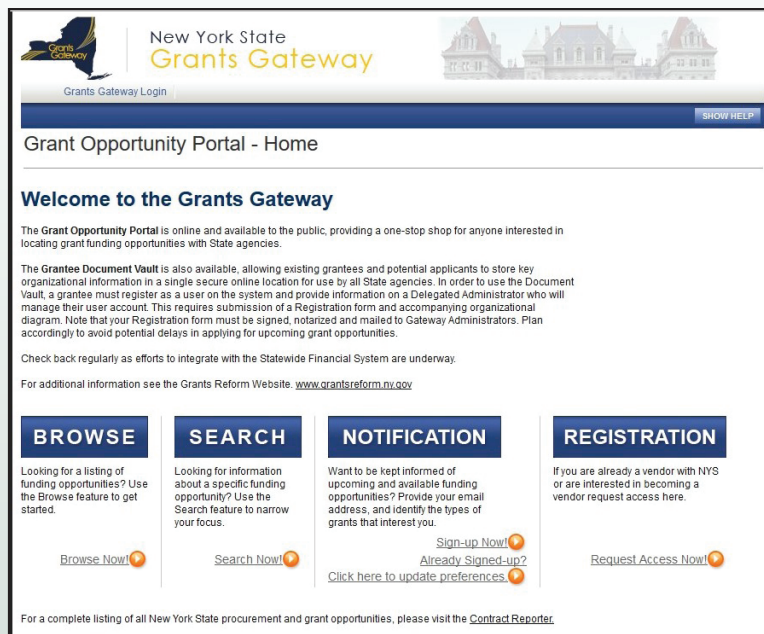 Grants
Gateway
New York State
Grants Gateway
Grants Gateway Login
SHOW HELP
Grant Opportunity Portal - Home
Welcome to the Grants Gateway
The Grant Opportunity Portal is online and available to the public, providing a one-stop shop for anyone interested in
locating grant funding opportunities with State agencies.
The Grantee Document Vault is also available, allowing existing grantees and potential applicants to store key
organizational information in a single secure online location for use by all State agencies. In order to use the Document
Vault, a grantee must register as a user on the system and provide information on a Delegated Administrator who will
manage their user account. This requires submission of a Registration form and accompanying organizational
diagram. Note that your Registration form must be signed, notarized and mailed to Gateway Administrators. Plan
accordingly to avoid potential delays in applying for upcoming grant opportunities.
Check back regularly as efforts to integrate with the Statewide Financial System are underway.
For additional information see the Grants Reform Website. www.grantsreform.ny.gov
BROWSE
Looking for a listing of
funding opportunities? Use
the Browse feature to get
started.
Browse Now!
SEARCH
Looking for information
about a specific funding
opportunity? Use the
Search feature to narrow
your focus.
Search Now!
NOTIFICATION
Want to be kept informed of
upcoming and available funding
opportunities? Provide your email
address, and identify the types of
grants that interest you.
Sign-up Now!
Already Signed-up?
Click here to update preferences.
REGISTRATION
If you are already a vendor with NYS
or are interested in becoming a
vendor request access here.
Request Access Now!
For a complete listing of all New York State procurement and grant opportunities, please visit the Contract Reporter.